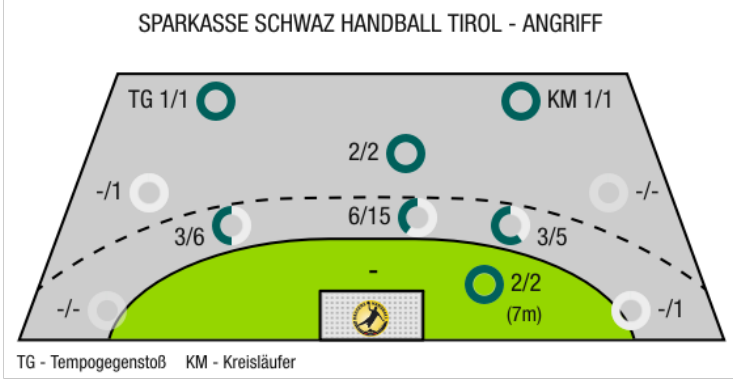 SPARKASSE SCHWAZ HANDBALL TIROL - ANGRIFF
TG 1/1
KM 1/1
2/2
-/1
-/-
3/6
6/15
3/5
-
2/2
(7m)
-/-
-/1
TG - Tempogegenstoß KM - Kreisläufer